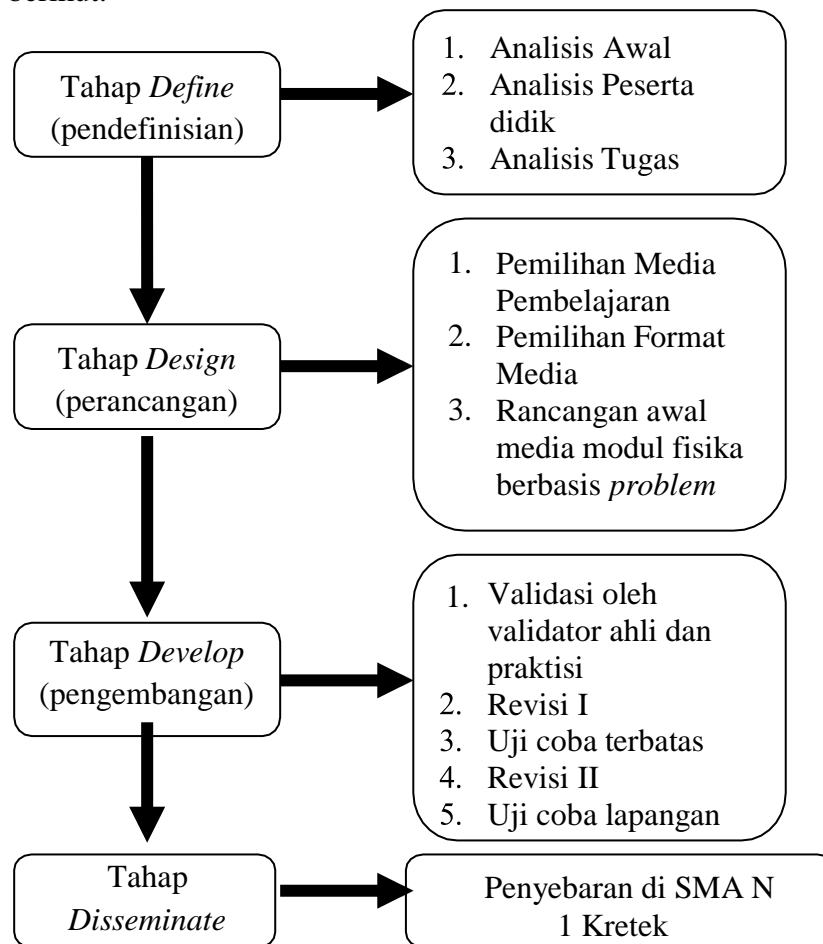 Tahap Define
(pendefinisian)
1. Analisis Awal
2. Analisis Peserta
didik
3. Analisis Tugas
Tahap Design
(perancangan)
1. Pemilihan Media
Pembelajaran
2. Pemilihan Format
Media
3. Rancangan awal
media modul fisika
berbasis problem
Tahap Develop
(pengembangan)
1. Validasi oleh
validator ahli dan
praktisi
2. Revisi I
3. Uji coba terbatas
4. Revisi II
5. Uji coba lapangan
Tahap
Disseminate
Penyebaran di SMA N
1 Kretek